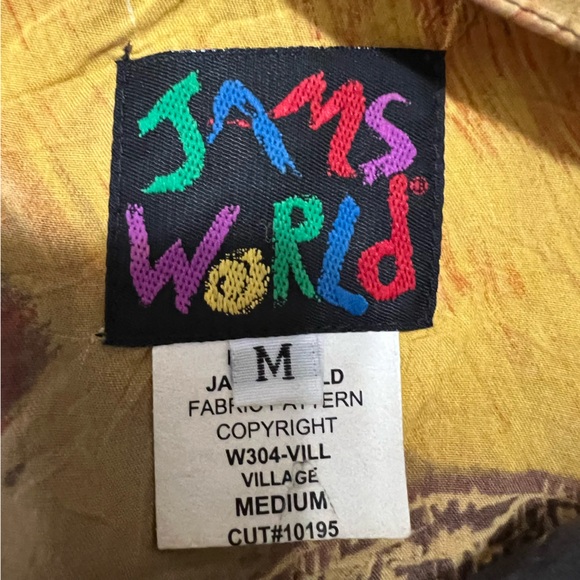 JAMS
WORLd®
M
FABRIC PATTERN
COPYRIGHT
W304-VILL
VILLAGE
MEDIUM
CUT#10195